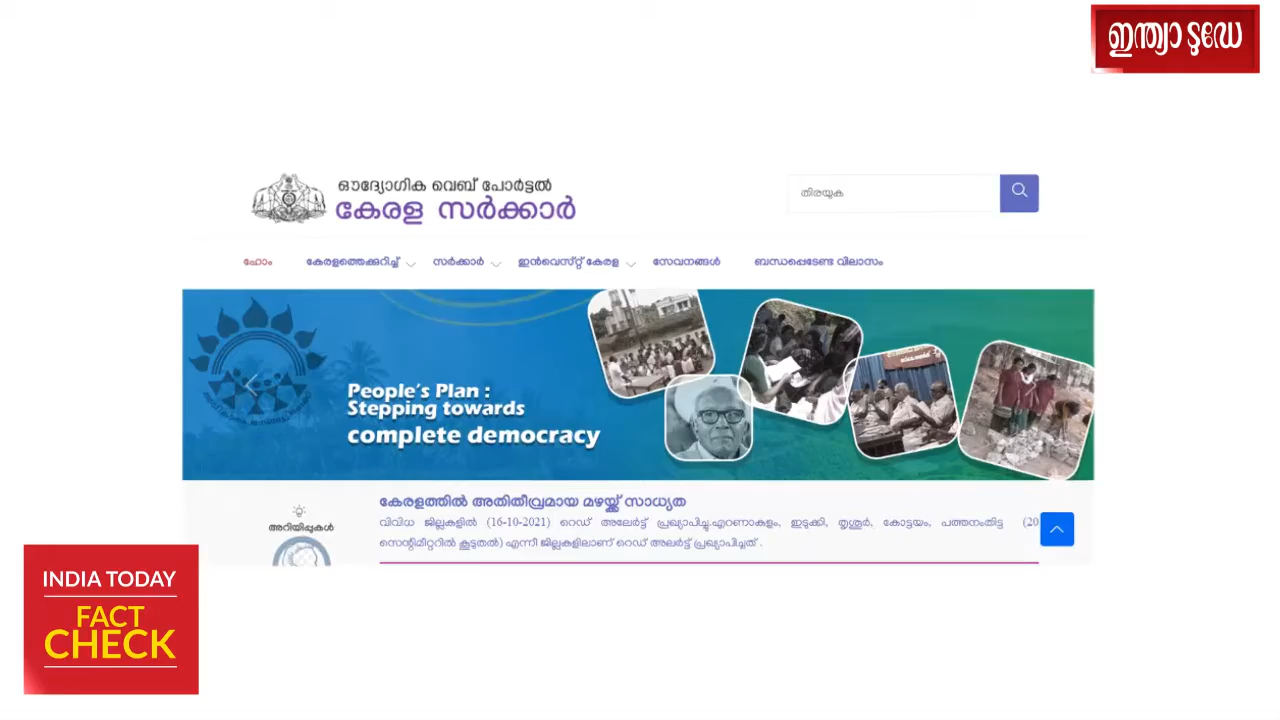 ഇന്ത്യാ ടുഡേ
ഔദ്യോഗിക വെബ് പോർട്ടൽ
കേരള സർക്കാർ
തിരയുക
ഹോം കേരളത്തെക്കുറിച്ച് സർക്കാർ ഇൻവെസ്റ്റ് കേരള സേവനങ്ങൾ ബന്ധപ്പെടേണ്ട വിലാസം
People's Plan :
Stepping towards
complete democracy
കേരളത്തിൽ അതിതീവ്രമായ മഴയ്ക്ക് സാധ്യത
അറിയിപ്പുകൾ
വിവിധ ജില്ലകളിൽ (16-10-2021) റെഡ് അലേർട്ട് പ്രഖ്യാപിച്ചു.എറണാകുളം, ഇടുക്കി, തൃശൂർ, കോട്ടയം, പത്തനംതിട്ട (20
സെന്റിമീറ്ററിൽ കൂടുതൽ) എന്നീ ജില്ലകളിലാണ് റെഡ് അലർട്ട് പ്രഖ്യാപിച്ചത് .
INDIA TODAY
FACT
CHECK